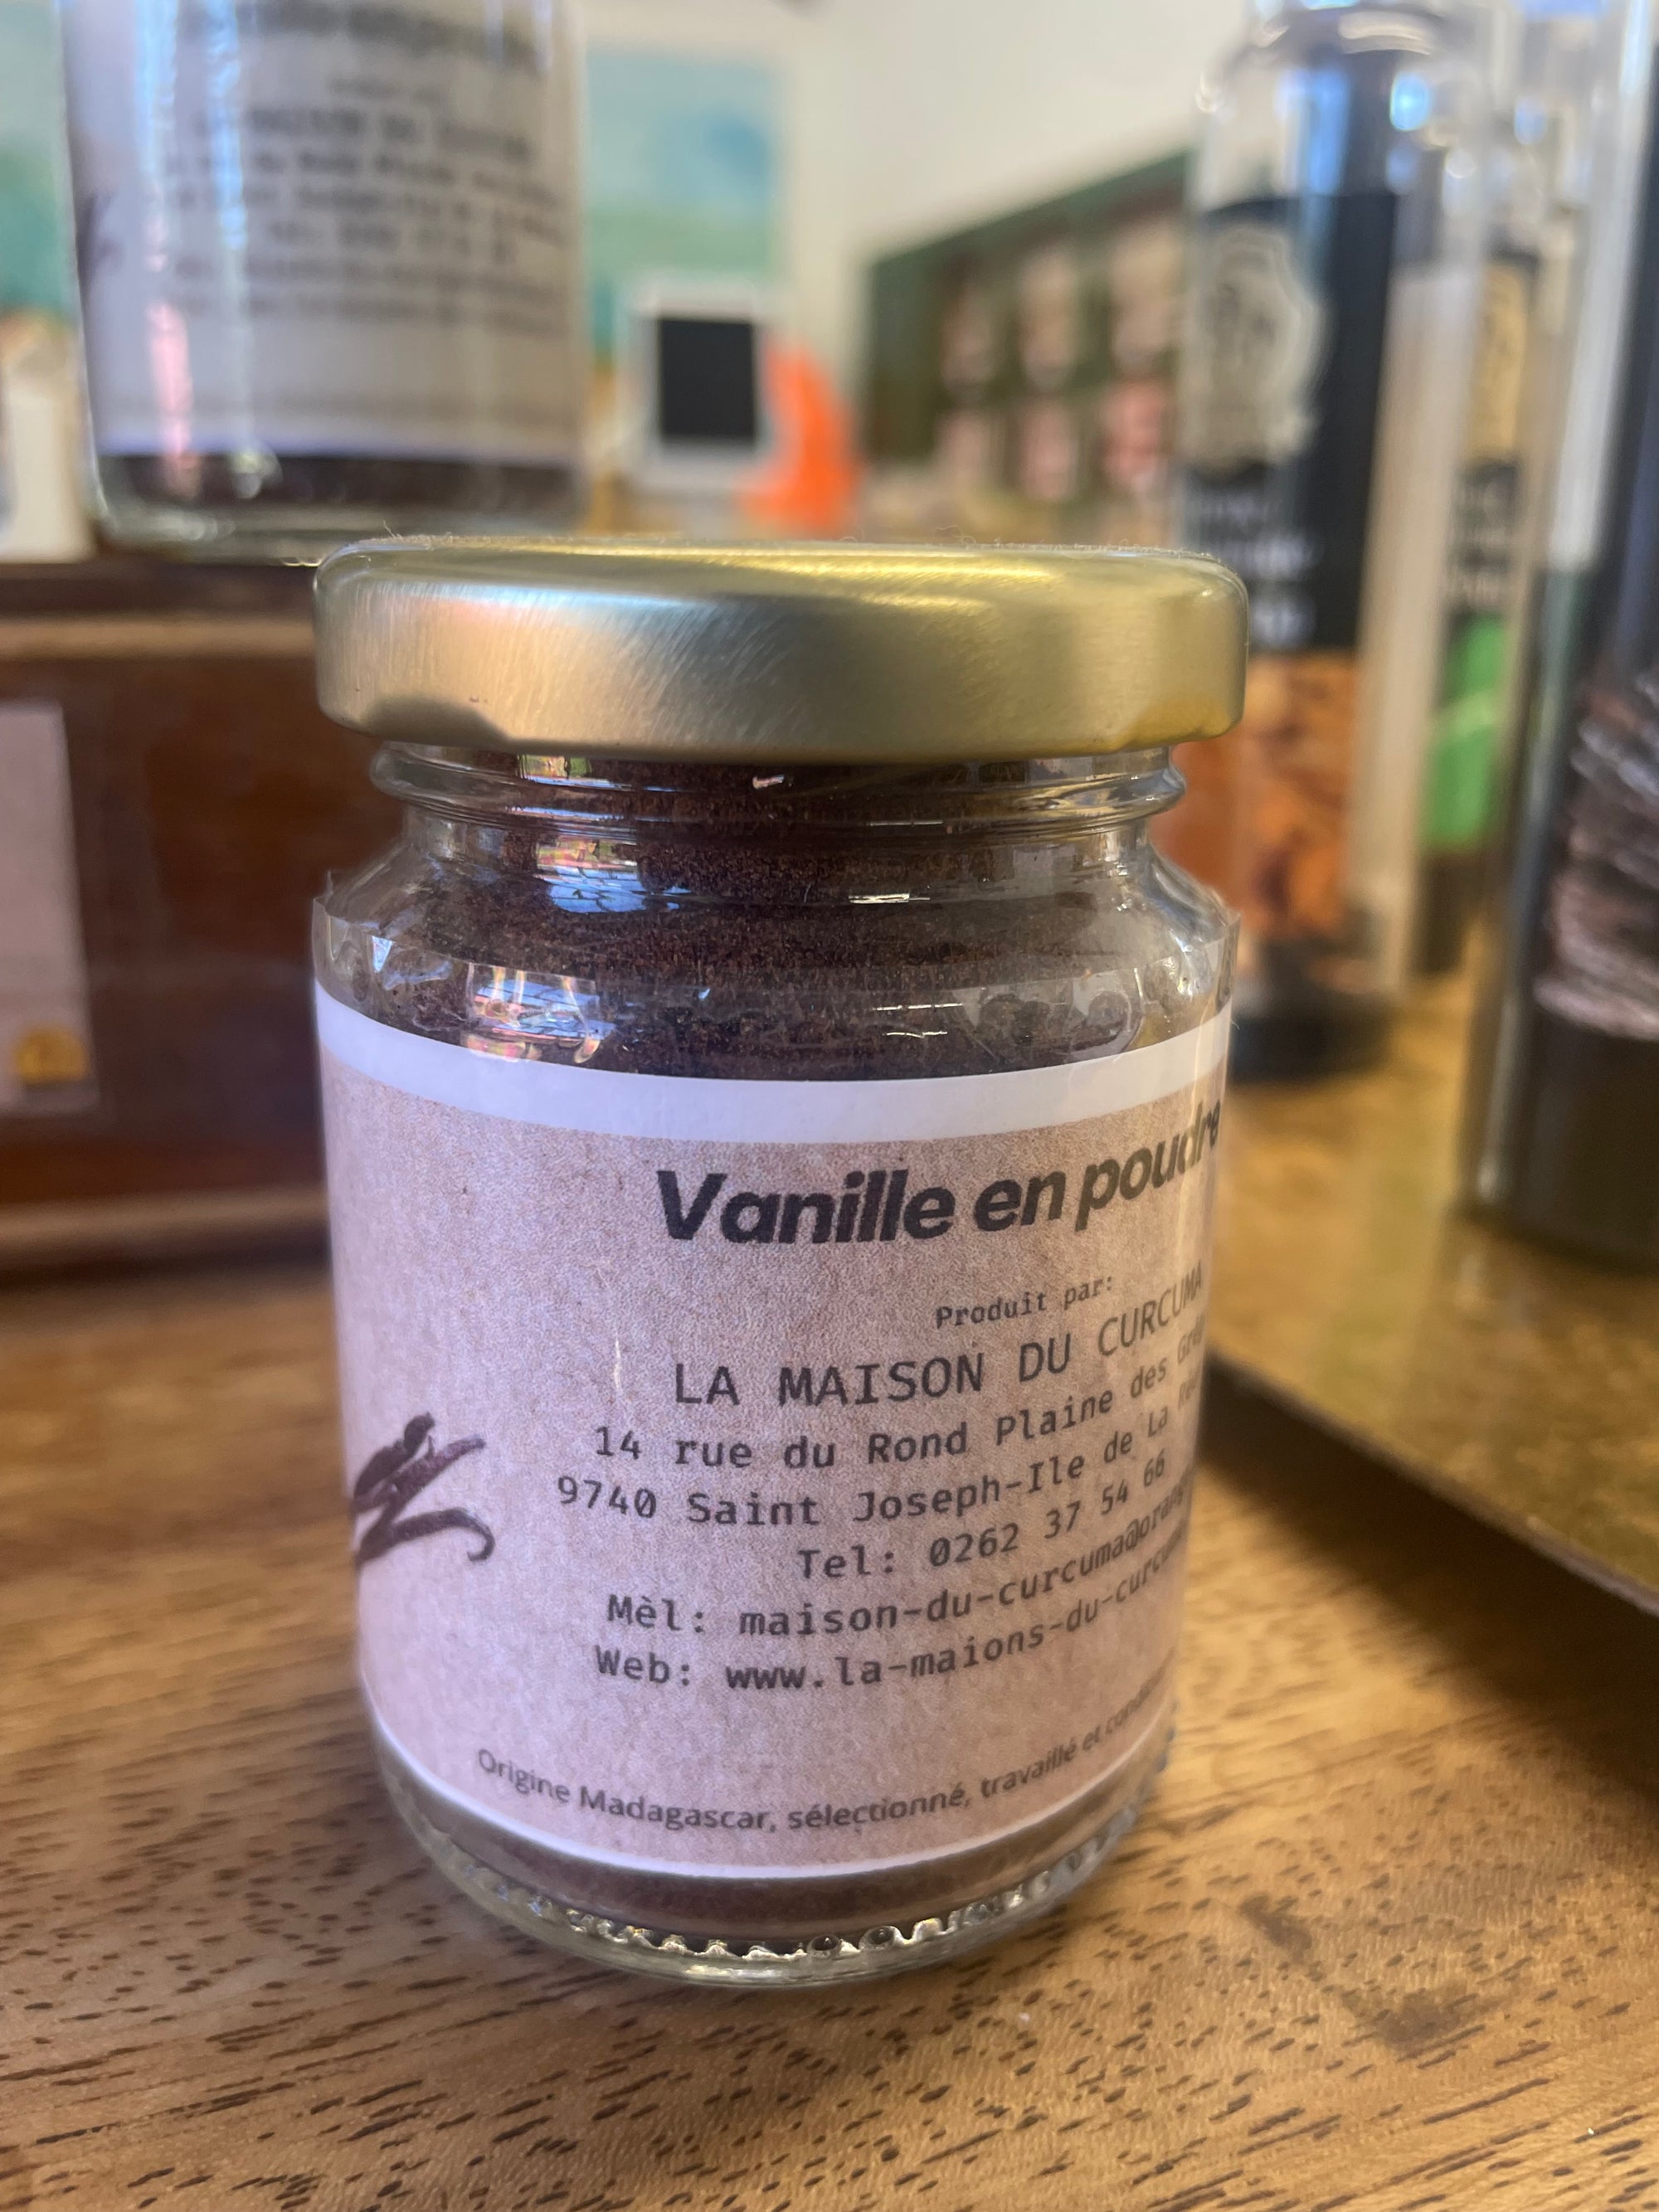 Vanille en poudre
Produit par:
LA MAISON DU CURCUMA
14 rue du Rond Plaine des
9740 Saint Joseph-Ile de La
Tel: 0262 37 54 66
Mèl: maison-du-curcuma@orang
Web: www.la-maions-du-curcum
Origine Madagascar, sélectionné, travaillé et